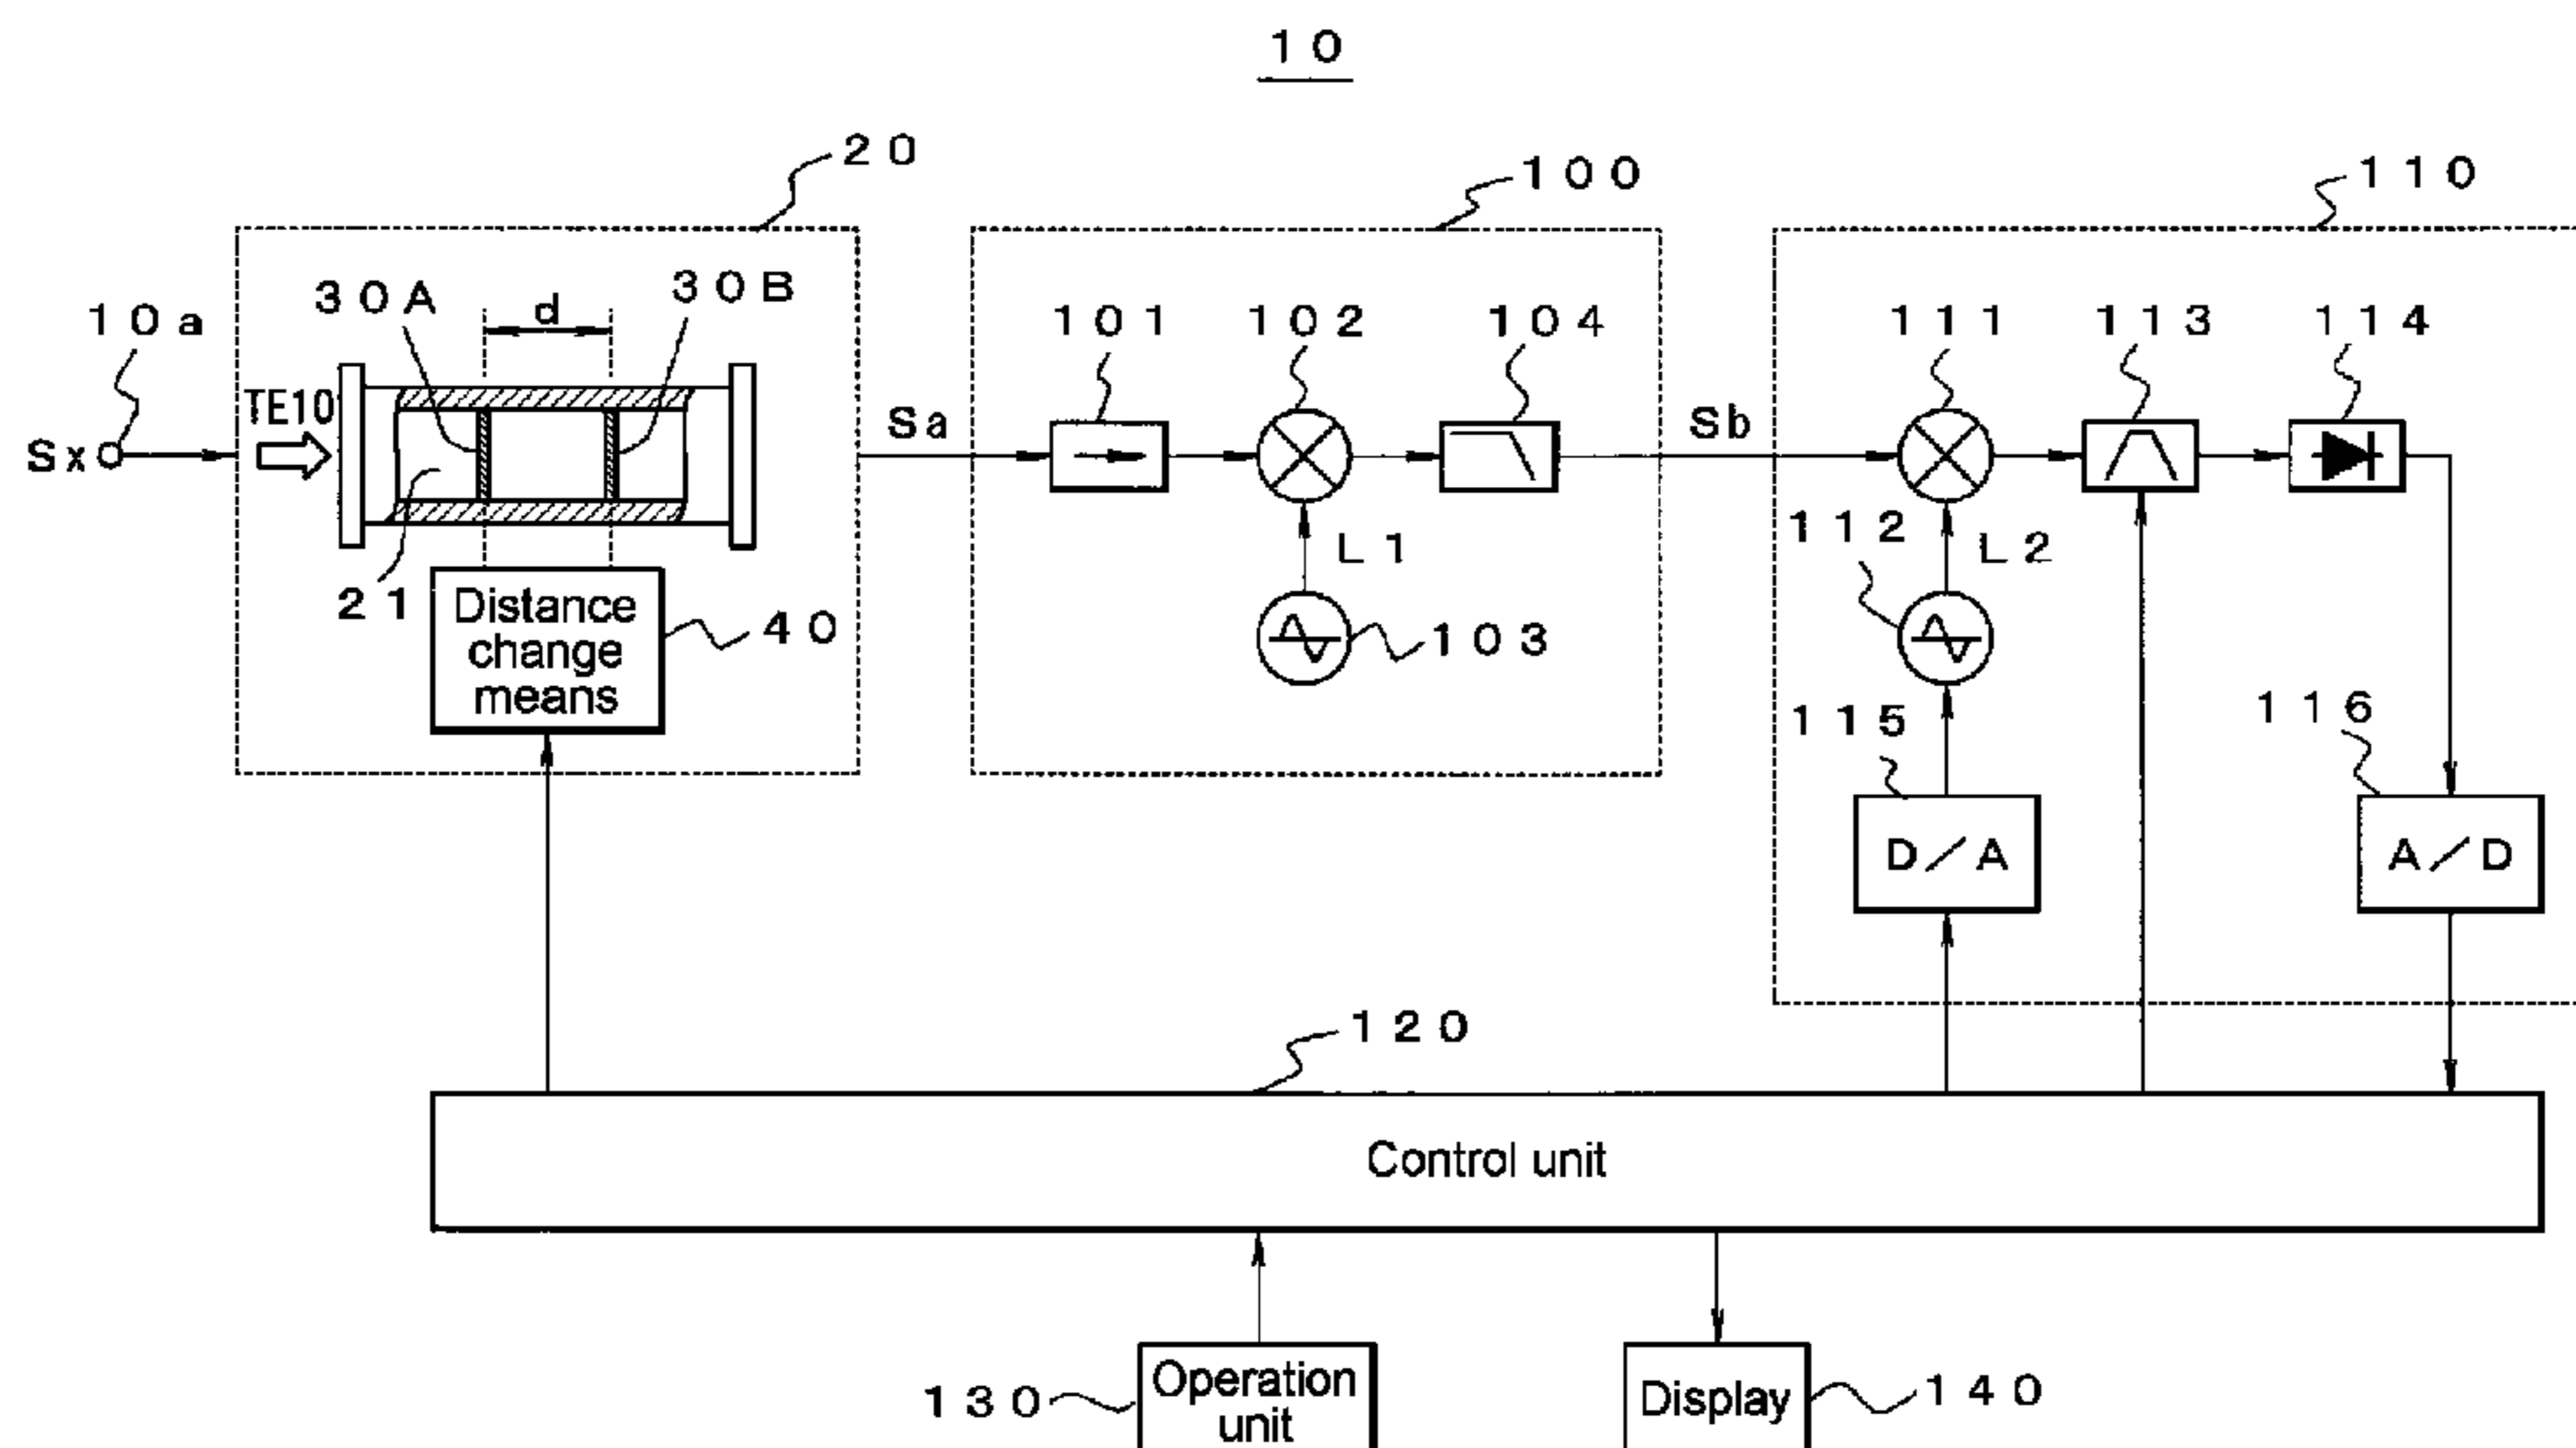 10
20
100
110
10a
30A
d
30B
101
102
104
111
113
114
TE10
Sx
Sa
Sb
L1
112
L2
21
Distance
change
means
40
103
115
116
D/A
A/D
120
Control unit
130
Operation
unit
Display
140